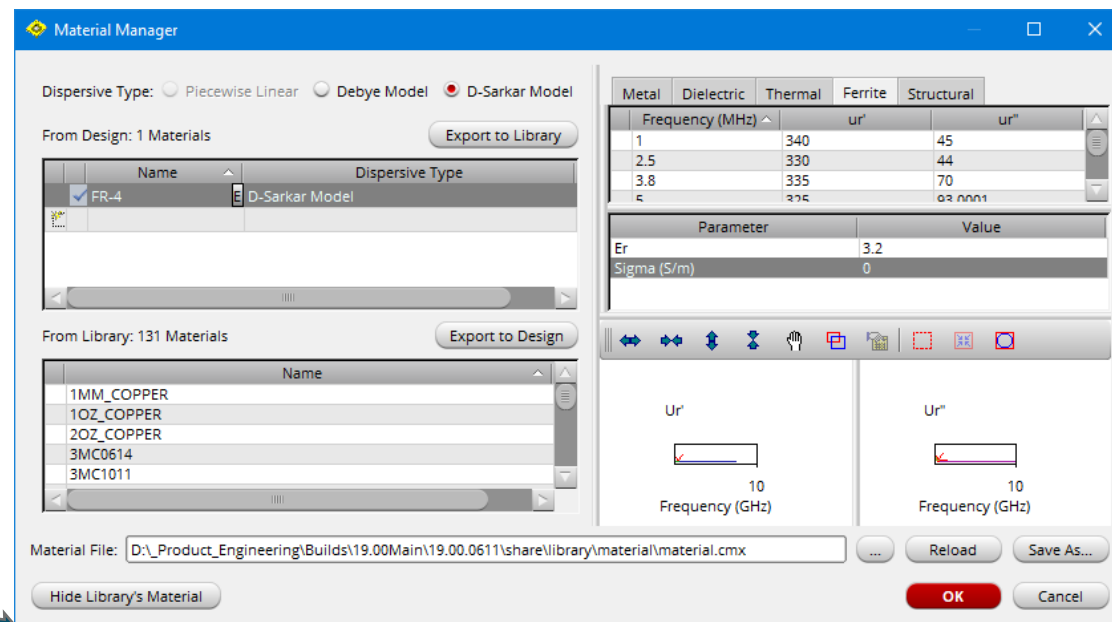 Material Manager
Dispersive Type: Piecewise Linear Debye Model D-Sarkar Model
From Design: 1 Materials Export to Library
Name Dispersive Type
FR-4 E D-Sarkar Model
From Library: 131 Materials Export to Design
Name
1MM_COPPER
1OZ_COPPER
2OZ_COPPER
3MC0614
3MC1011
Metal Dielectric Thermal Ferrite Structural
Frequency (MHz) ur' ur"
1 340 45
2.5 330 44
3.8 335 70
5 325 93.0001
Parameter Value
Er 3.2
Sigma (S/m) 0
Ur' Ur"
10 10
Frequency (GHz) Frequency (GHz)
Material File: D:\_Product_Engineering\Builds\19.00Main\19.00.0611\share\library\material\material.cmx ... Reload Save As...
Hide Library's Material OK Cancel